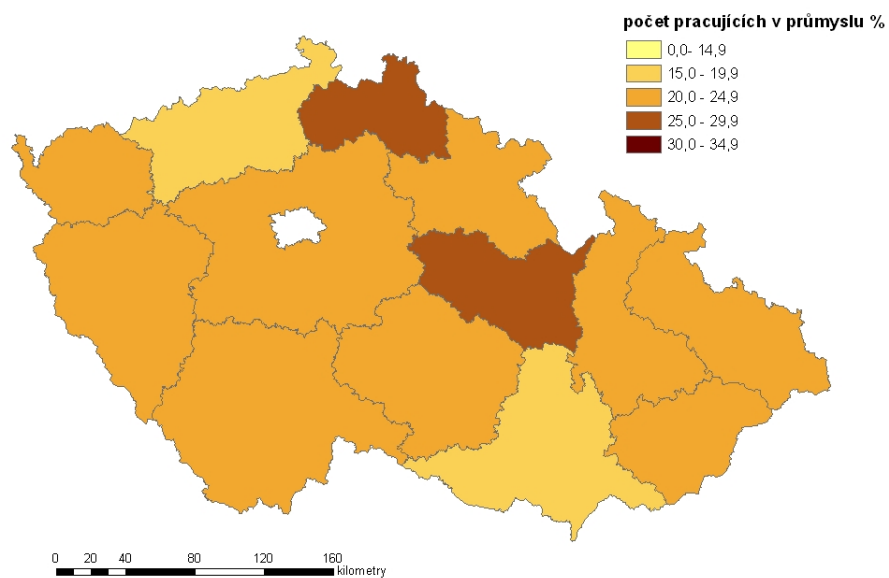 počet pracujících v průmyslu %
0,0- 14,9
15,0 - 19,9
20,0 - 24,9
25,0 - 29,9
30,0 - 34,9
0 20 40 80 120 160
kilometry